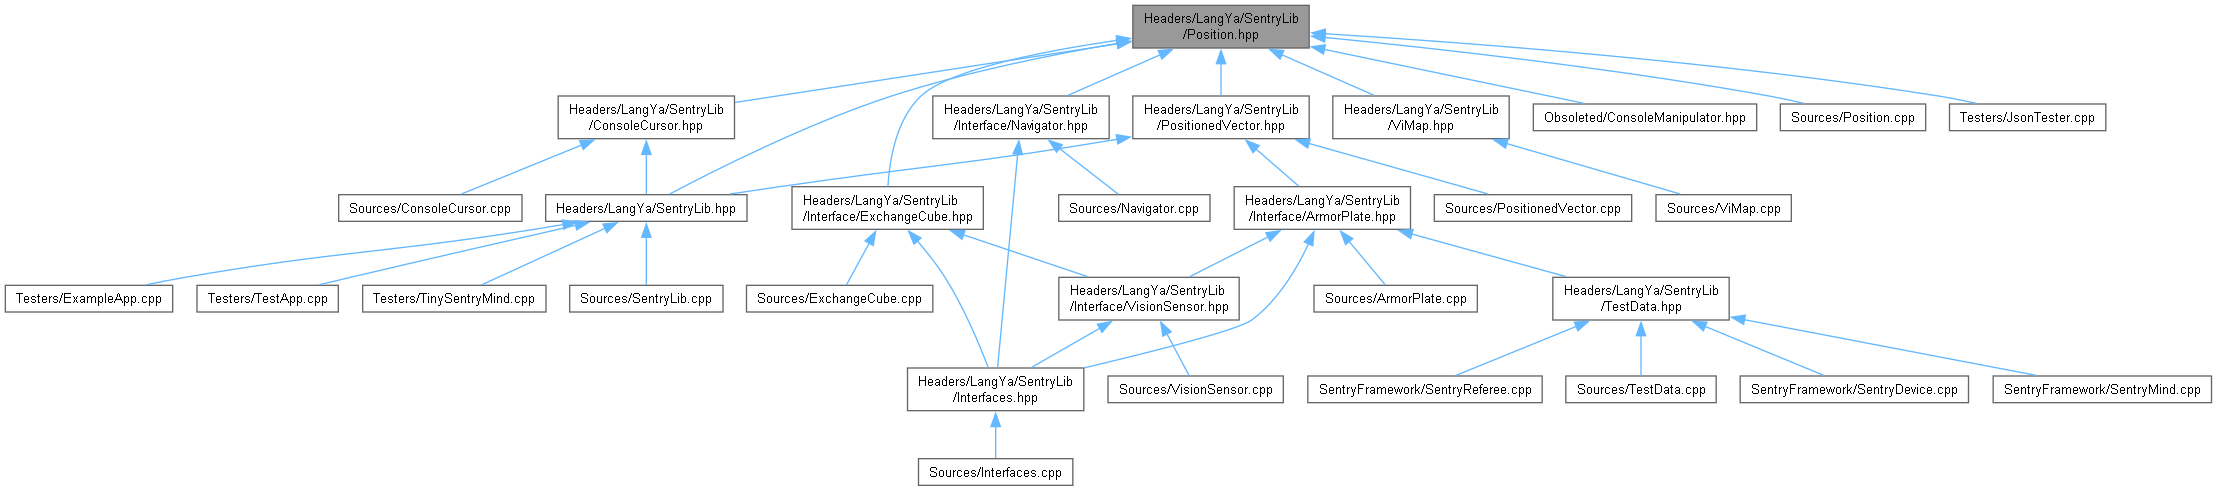 Headers/LangYa/SentryLib
/Position.hpp
Headers/LangYa/SentryLib
/ConsoleCursor.hpp
Headers/LangYa/SentryLib
/Interface/Navigator.hpp
Headers/LangYa/SentryLib
/PositionedVector.hpp
Headers/LangYa/SentryLib
/ViMap.hpp
Obsoleted/ConsoleManipulator.hpp
Sources/Position.cpp
Testers/JsonTester.cpp
Sources/ConsoleCursor.cpp
Headers/LangYa/SentryLib.hpp
Headers/LangYa/SentryLib
/Interface/ExchangeCube.hpp
Sources/Navigator.cpp
Headers/LangYa/SentryLib
/Interface/ArmorPlate.hpp
Sources/PositionedVector.cpp
Sources/ViMap.cpp
Testers/ExampleApp.cpp
Testers/TestApp.cpp
Testers/TinySentryMind.cpp
Sources/SentryLib.cpp
Sources/ExchangeCube.cpp
Headers/LangYa/SentryLib
/Interface/VisionSensor.hpp
Sources/ArmorPlate.cpp
Headers/LangYa/SentryLib
/TestData.hpp
Headers/LangYa/SentryLib
/Interfaces.hpp
Sources/VisionSensor.cpp
SentryFramework/SentryReferee.cpp
Sources/TestData.cpp
SentryFramework/SentryDevice.cpp
SentryFramework/SentryMind.cpp
Sources/Interfaces.cpp